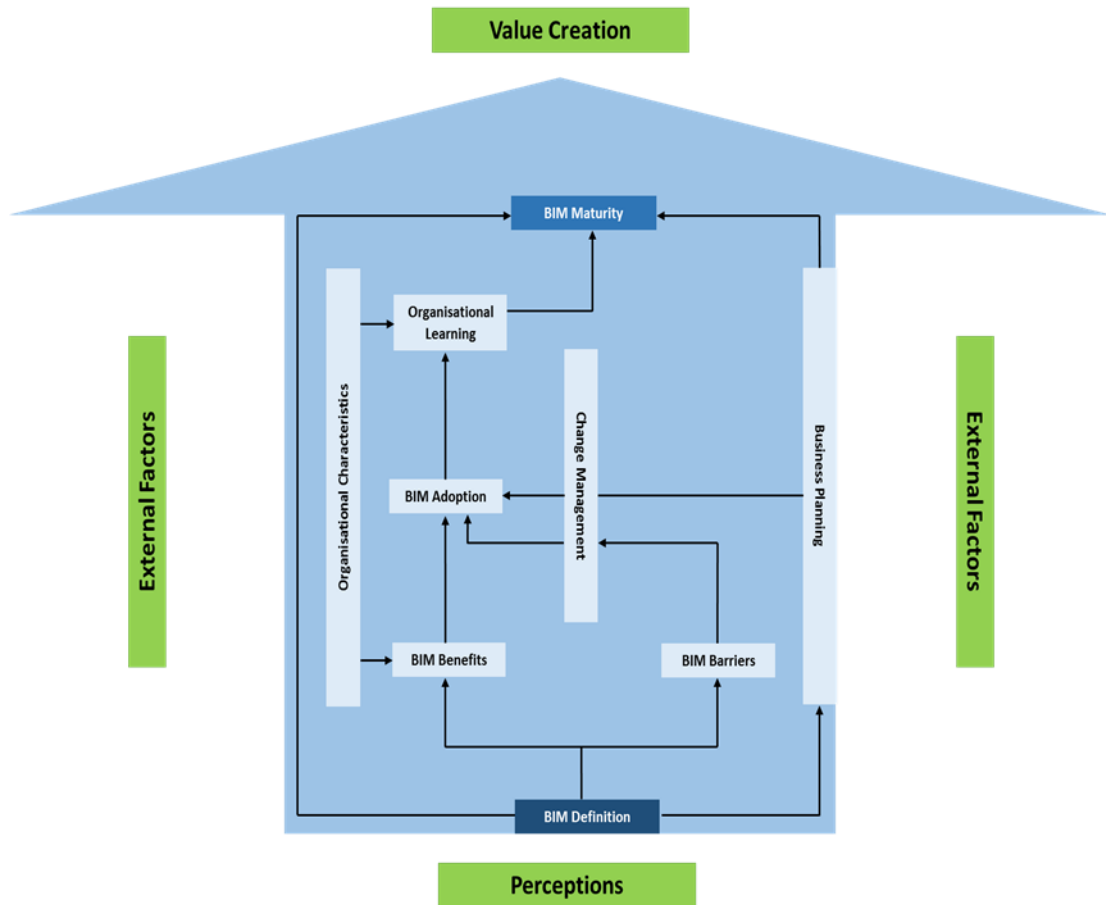 Value Creation
BIM Maturity
Organisational
Learning
Organisational Characteristics
Change Management
Business Planning
External Factors
External Factors
BIM Adoption
BIM Benefits
BIM Barriers
BIM Definition
Perceptions